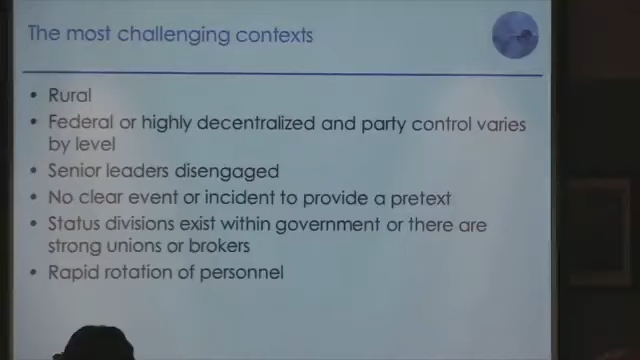 The most challenging contexts
• Rural
• Federal or highly decentralized and party control varies
by level
• Senior leaders disengaged
• No clear event or incident to provide a pretext
• Status divisions exist within government or there are
strong unions or brokers
• Rapid rotation of personnel